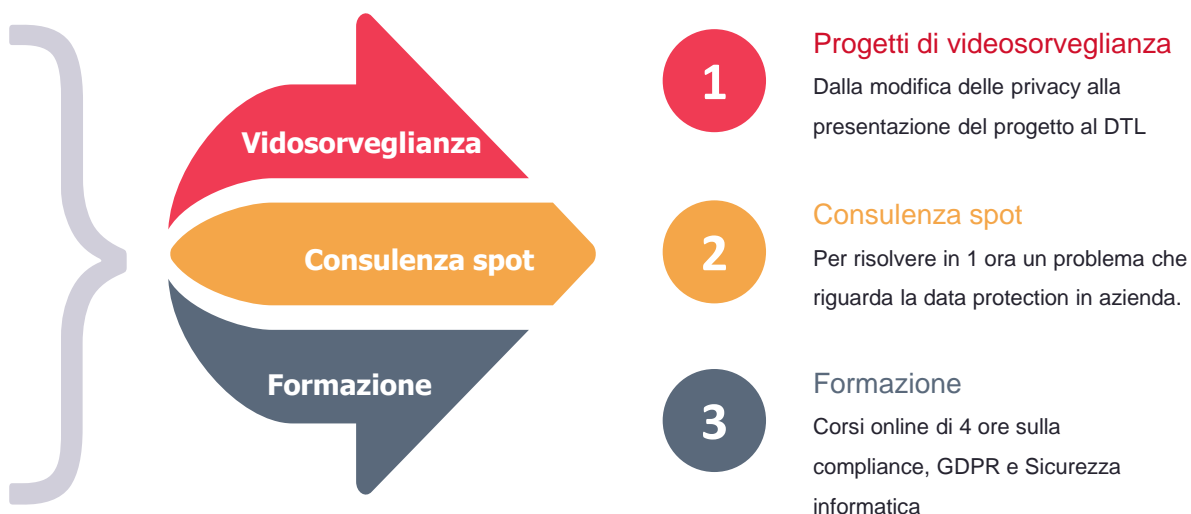 Vidosorveglianza
Consulenza spot
Formazione
1
Progetti di videosorveglianza
Dalla modifica delle privacy alla
presentazione del progetto al DTL
2
Consulenza spot
Per risolvere in 1 ora un problema che
riguarda la data protection in azienda.
3
Formazione
Corsi online di 4 ore sulla
compliance, GDPR e Sicurezza
informatica